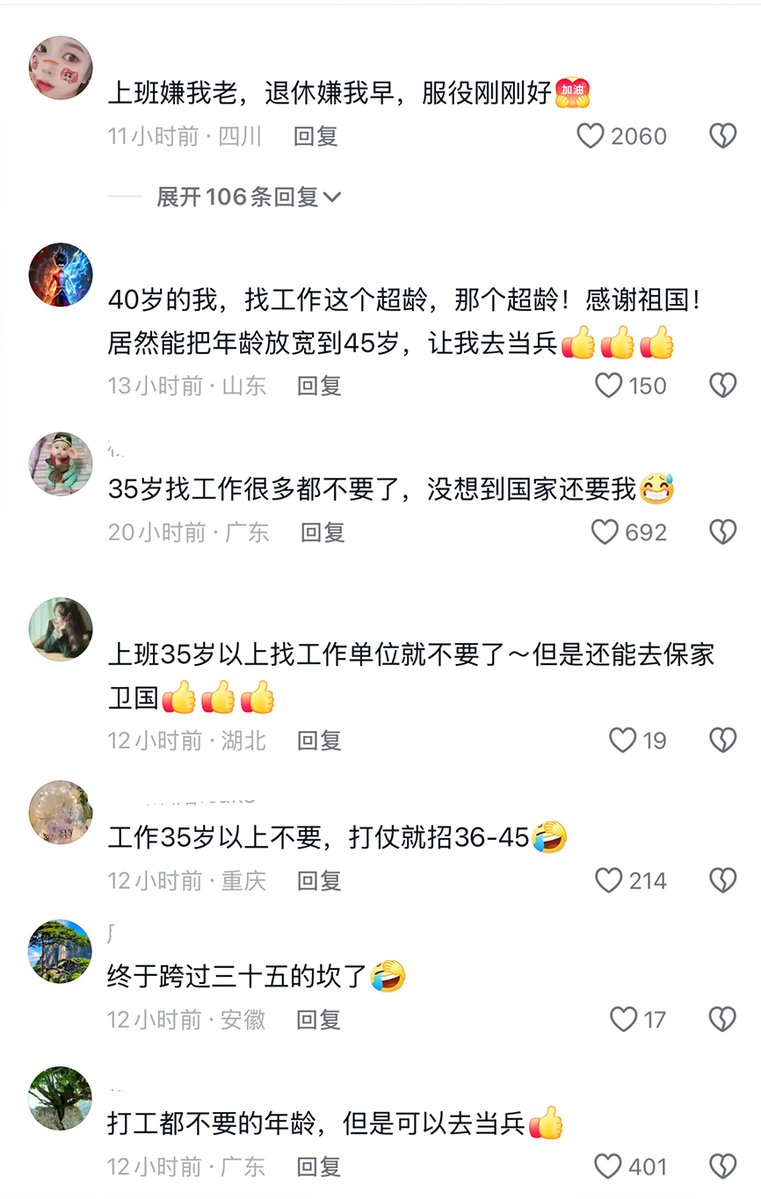 上班嫌我老，退休嫌我早，服役刚刚好加油
11小时前·四川 回复 2060
展开106条回复
40岁的我，找工作这个超龄，那个超龄！感谢祖国！
居然能把年龄放宽到45岁，让我去当兵👍👍👍
13小时前·山东 回复 150
35岁找工作很多都不要了，没想到国家还要我😅
20小时前·广东 回复 692
上班35岁以上找工作单位就不要了～但是还能去保家
卫国👍👍👍
12小时前·湖北 回复 19
工作35岁以上不要，打仗就招36-45🤣
12小时前·重庆 回复 214
终于跨过三十五的坎了🤣
12小时前·安徽 回复 17
打工都不要的年龄，但是可以去当兵👍
12小时前·广东 回复 401